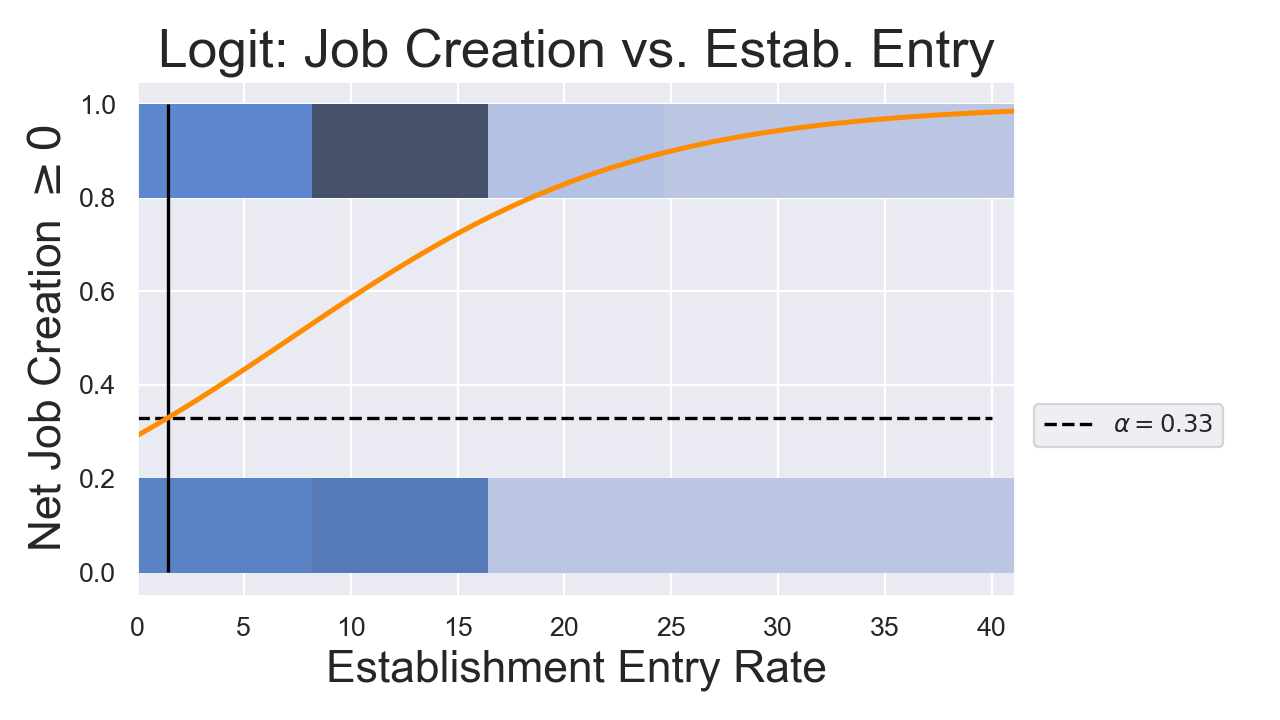 Logit: Job Creation vs. Estab. Entry
Net Job Creation ≥ 0
1.0
0.8
0.6
0.4
0.2
0.0
α = 0.33
0 5 10 15 20 25 30 35 40
Establishment Entry Rate